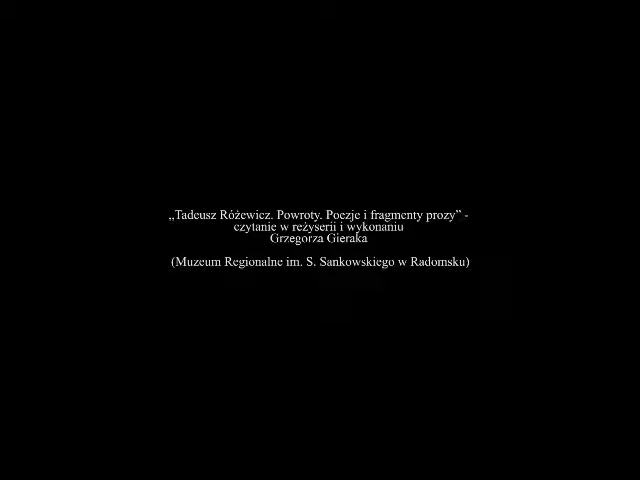 „Tadeusz Różewicz. Powroty. Poezje i fragmenty prozy” -
czytanie w reżyserii i wykonaniu
Grzegorza Gieraka
(Muzeum Regionalne im. S. Sankowskiego w Radomsku)